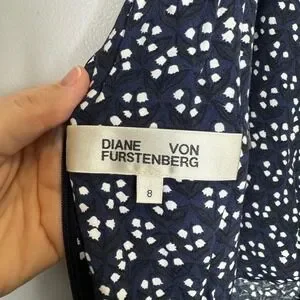 DIANE VON
FURSTENBERG
8